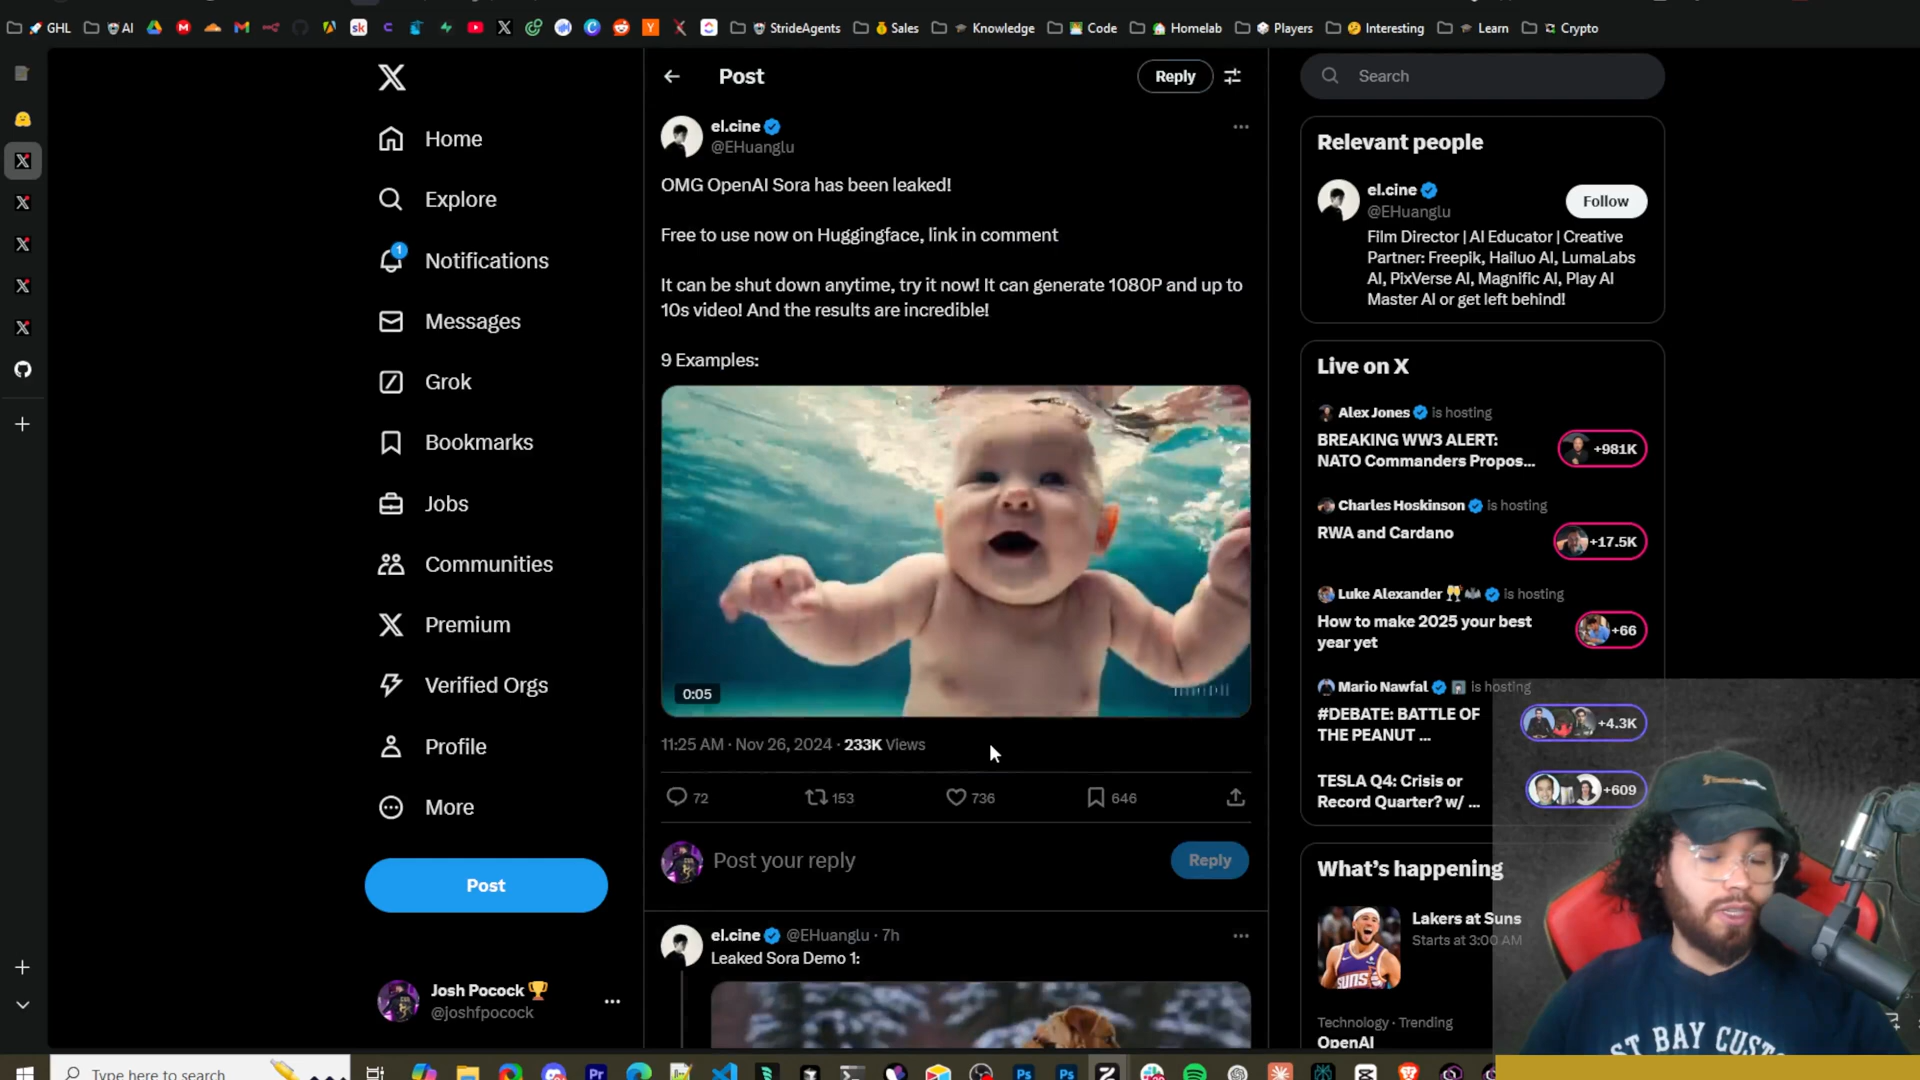 GHL
AI
sk
StrideAgents
Sales
Knowledge
Code
Homelab
Players
Interesting
Learn
Crypto
Home
Explore
1
Notifications
Messages
Grok
Bookmarks
Jobs
Communities
Premium
Verified Orgs
Profile
More
Post
Josh Pocock
@joshfpocock
Post
Reply
el.cine
@EHuanglu
OMG OpenAI Sora has been leaked!
Free to use now on Huggingface, link in comment
It can be shut down anytime, try it now! It can generate 1080P and up to
10s video! And the results are incredible!
9 Examples:
0:05
11:25 AM · Nov 26, 2024 · 233K Views
72
153
736
646
Post your reply
Reply
el.cine @EHuanglu · 7h
Leaked Sora Demo 1:
Search
Relevant people
el.cine
@EHuanglu
Follow
Film Director | AI Educator | Creative
Partner: Freepik, Hailuo AI, LumaLabs
AI, PixVerse AI, Magnific AI, Play AI
Master AI or get left behind!
Live on X
Alex Jones is hosting
BREAKING WW3 ALERT:
NATO Commanders Propos...
+981K
Charles Hoskinson is hosting
RWA and Cardano
+17.5K
Luke Alexander is hosting
How to make 2025 your best
year yet
+66
Mario Nawfal is hosting
#DEBATE: BATTLE OF
THE PEANUT ...
+4.3K
TESLA Q4: Crisis or
Record Quarter? w/ ...
+609
What's happening
Lakers at Suns
Starts at 3:00 AM
SUNS
Technology · Trending
OpenAI
Type here to search
Pr
Ps
Ps